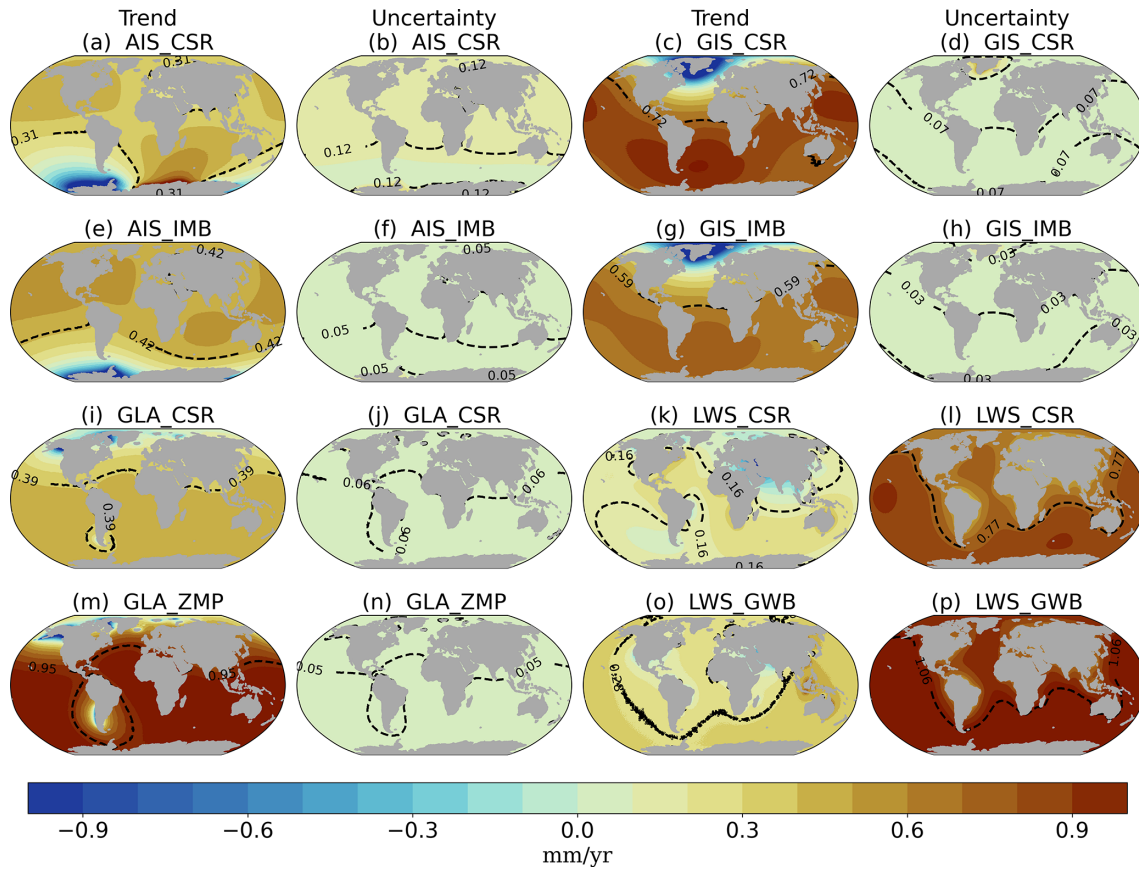 Trend Uncertainty Trend Uncertainty
(a) AIS_CSR (b) AIS_CSR (c) GIS_CSR (d) GIS_CSR
0.31 0.12 0.72 0.72 0.07 0.07
0.31 0.12 0.07
0.31 0.12 0.12 0.07
(e) AIS_IMB (f) AIS_IMB (g) GIS_IMB (h) GIS_IMB
0.42 0.05 0.59 0.59 0.03 0.03 0.03
0.42 0.42 0.05 0.03
0.05 0.05 0.03
(i) GLA_CSR (j) GLA_CSR (k) LWS_CSR (l) LWS_CSR
0.39 0.39 0.06 0.06 0.16 0.16 0.77
0.39 0.06 0.16 0.77
0.16
(m) GLA_ZMP (n) GLA_ZMP (o) LWS_GWB (p) LWS_GWB
0.95 0.95 0.05 0.05 0.28 1.06 1.06
−0.9 −0.6 −0.3 0.0 0.3 0.6 0.9
mm/yr